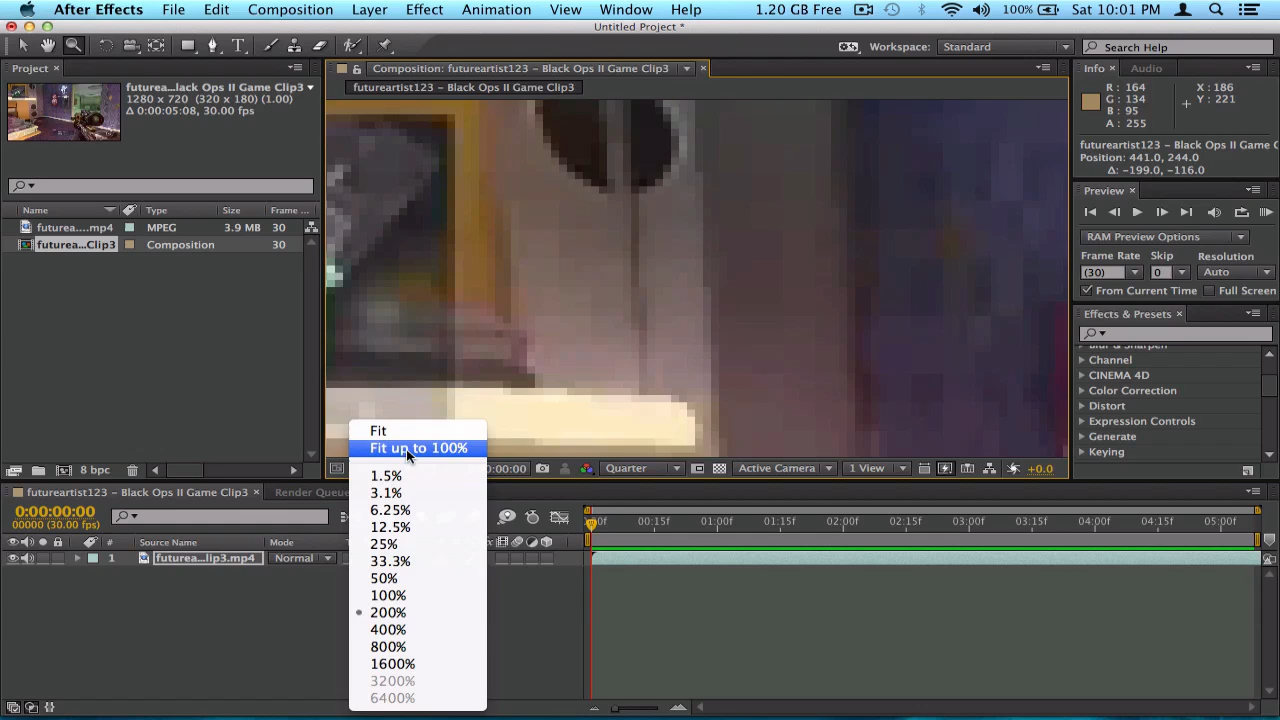 After Effects File Edit Composition Layer Effect Animation View Window Help 1.20 GB Free 100% Sat 10:01 PM
Untitled Project *
Workspace: Standard Search Help
Project Composition: futureartist123 – Black Ops II Game Clip3 Info Audio
futurea…lack Ops II Game Clip3 futureartist123 – Black Ops II Game Clip3
1280 x 720 (320 x 180) (1.00)
Δ 0:00:05:08, 30.00 fps
R : 164 X : 186
G : 134 Y : 221
B : 95
A : 255
futureartist123 – Black Ops II Game C
Position: 441.0, 244.0
Δ: -199.0, -116.0
Preview
Name Type Size Frame ...
futurea....mp4 MPEG 3.9 MB 30
futurea...Clip3 Composition 30
RAM Preview Options
Frame Rate Skip Resolution
(30) 0 Auto
From Current Time Full Screen
Effects & Presets
Blur & Sharpen
Channel
CINEMA 4D
Color Correction
Distort
Expression Controls
Generate
Keying
8 bpc
:00:00 Quarter Active Camera 1 View +0.0
Fit
Fit up to 100%
1.5%
3.1%
6.25%
12.5%
25%
33.3%
50%
100%
200%
400%
800%
1600%
3200%
6400%
futureartist123 – Black Ops II Game Clip3 Render Queue
0:00:00:00
00000 (30.00 fps)
00:15f 01:00f 01:15f 02:00f 02:15f 03:00f 03:15f 04:00f 04:15f 05:00f
# Source Name Mode
1 futurea...lip3.mp4 Normal